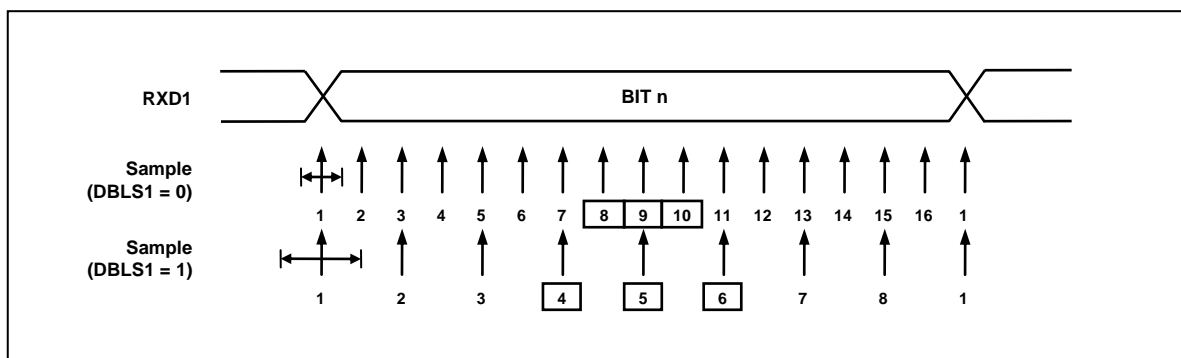 RXD1
BIT n
Sample
(DBLS1 = 0)
1 2 3 4 5 6 7 8 9 10 11 12 13 14 15 16 1
Sample
(DBLS1 = 1)
1 2 3 4 5 6 7 8 1